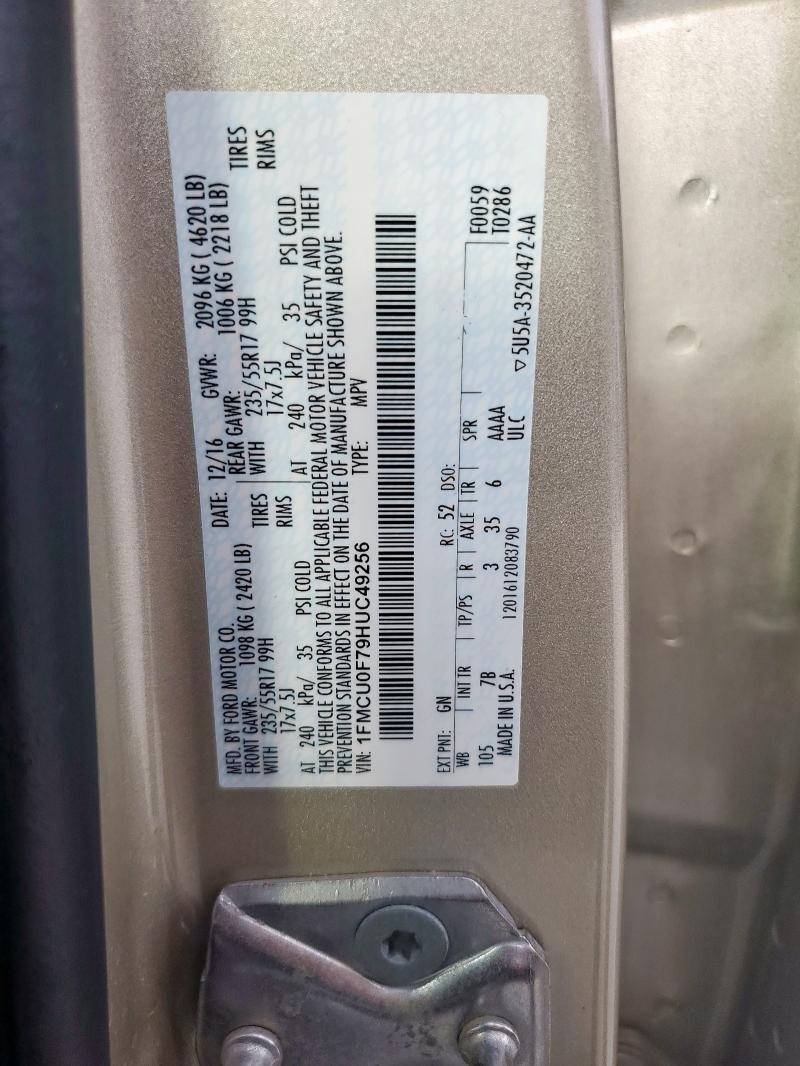 MFD. BY FORD MOTOR CO. DATE: 12/16 GVWR: 2096 KG ( 4620 LB)
FRONT GAWR: 1098 KG ( 2420 LB) REAR GAWR: 1006 KG ( 2218 LB)
WITH 235/55R17 99H TIRES WITH 235/55R17 99H TIRES
17x7.5J RIMS 17x7.5J RIMS
AT 240 kPa/ 35 PSI COLD AT 240 kPa/ 35 PSI COLD
THIS VEHICLE CONFORMS TO ALL APPLICABLE FEDERAL MOTOR VEHICLE SAFETY AND THEFT
PREVENTION STANDARDS IN EFFECT ON THE DATE OF MANUFACTURE SHOWN ABOVE.
VIN: 1FMCU0F79HUC49256 TYPE: MPV
EXT PNT: GN RC: 52 DSO:
WB INT TR TP/PS R AXLE TR SPR F0059
105 7B 3 35 6 AAAA T0286
MADE IN U.S.A. 1201612083790 ULC ▽5U5A-3520472-AA